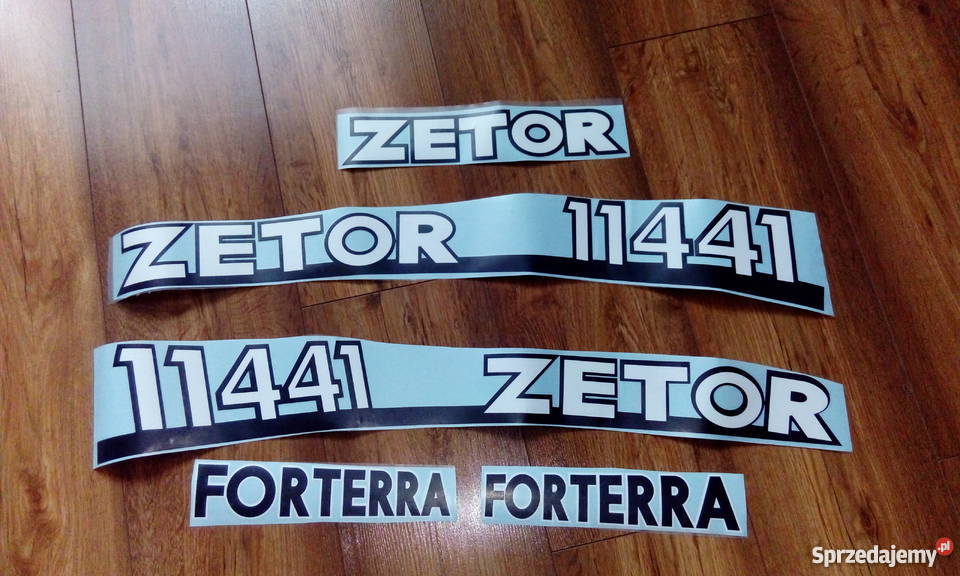 ZETOR
ZETOR 11441
11441 ZETOR
FORTERRA FORTERRA
Sprzedajemy.pl